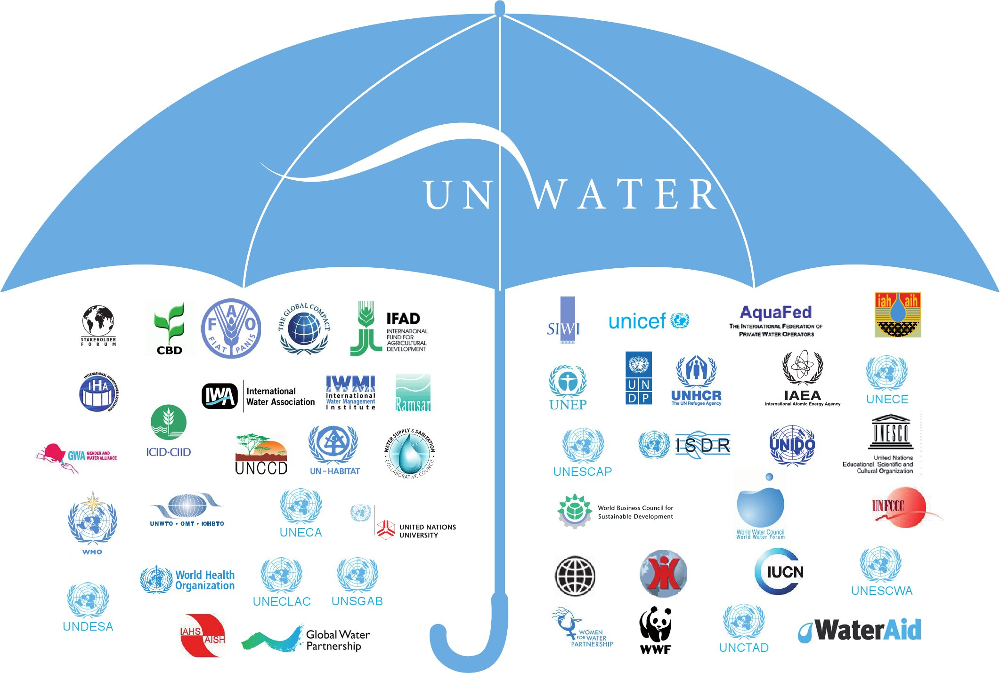 UN WATER
STAKEHOLDER
FORUM
CBD
FAO
FIAT PANIS
THE GLOBAL COMPACT
IFAD
INTERNATIONAL
FUND FOR
AGRICULTURAL
DEVELOPMENT
INTERNATIONAL HYDROPOWER ASSOCIATION
IHA
IWA
International
Water Association
IWMI
International
Water Management
Institute
Ramsar
ICID·CIID
GWA GENDER AND
WATER ALLIANCE
UNCCD
UN-HABITAT
WATER SUPPLY & SANITATION
COLLABORATIVE COUNCIL
WMO
UNWTO • OMT • ЮНВТО
UNECA
UNITED NATIONS
UNIVERSITY
World Health
Organization
UNECLAC
UNSGAB
UNDESA
IAHS
AISH
Global Water
Partnership
SIWI
unicef
AquaFed
THE INTERNATIONAL FEDERATION OF
PRIVATE WATER OPERATORS
iah aih
UNEP
UN
DP
UNHCR
The UN Refugee Agency
IAEA
International Atomic Energy Agency
UNECE
UNESCAP
ISDR
UNIDO
UNESCO
United Nations
Educational, Scientific and
Cultural Organization
World Business Council for
Sustainable Development
World Water Council
World Water Forum
UNFCCC
IUCN
UNESCWA
WOMEN
FOR WATER
PARTNERSHIP
WWF
UNCTAD
WaterAid